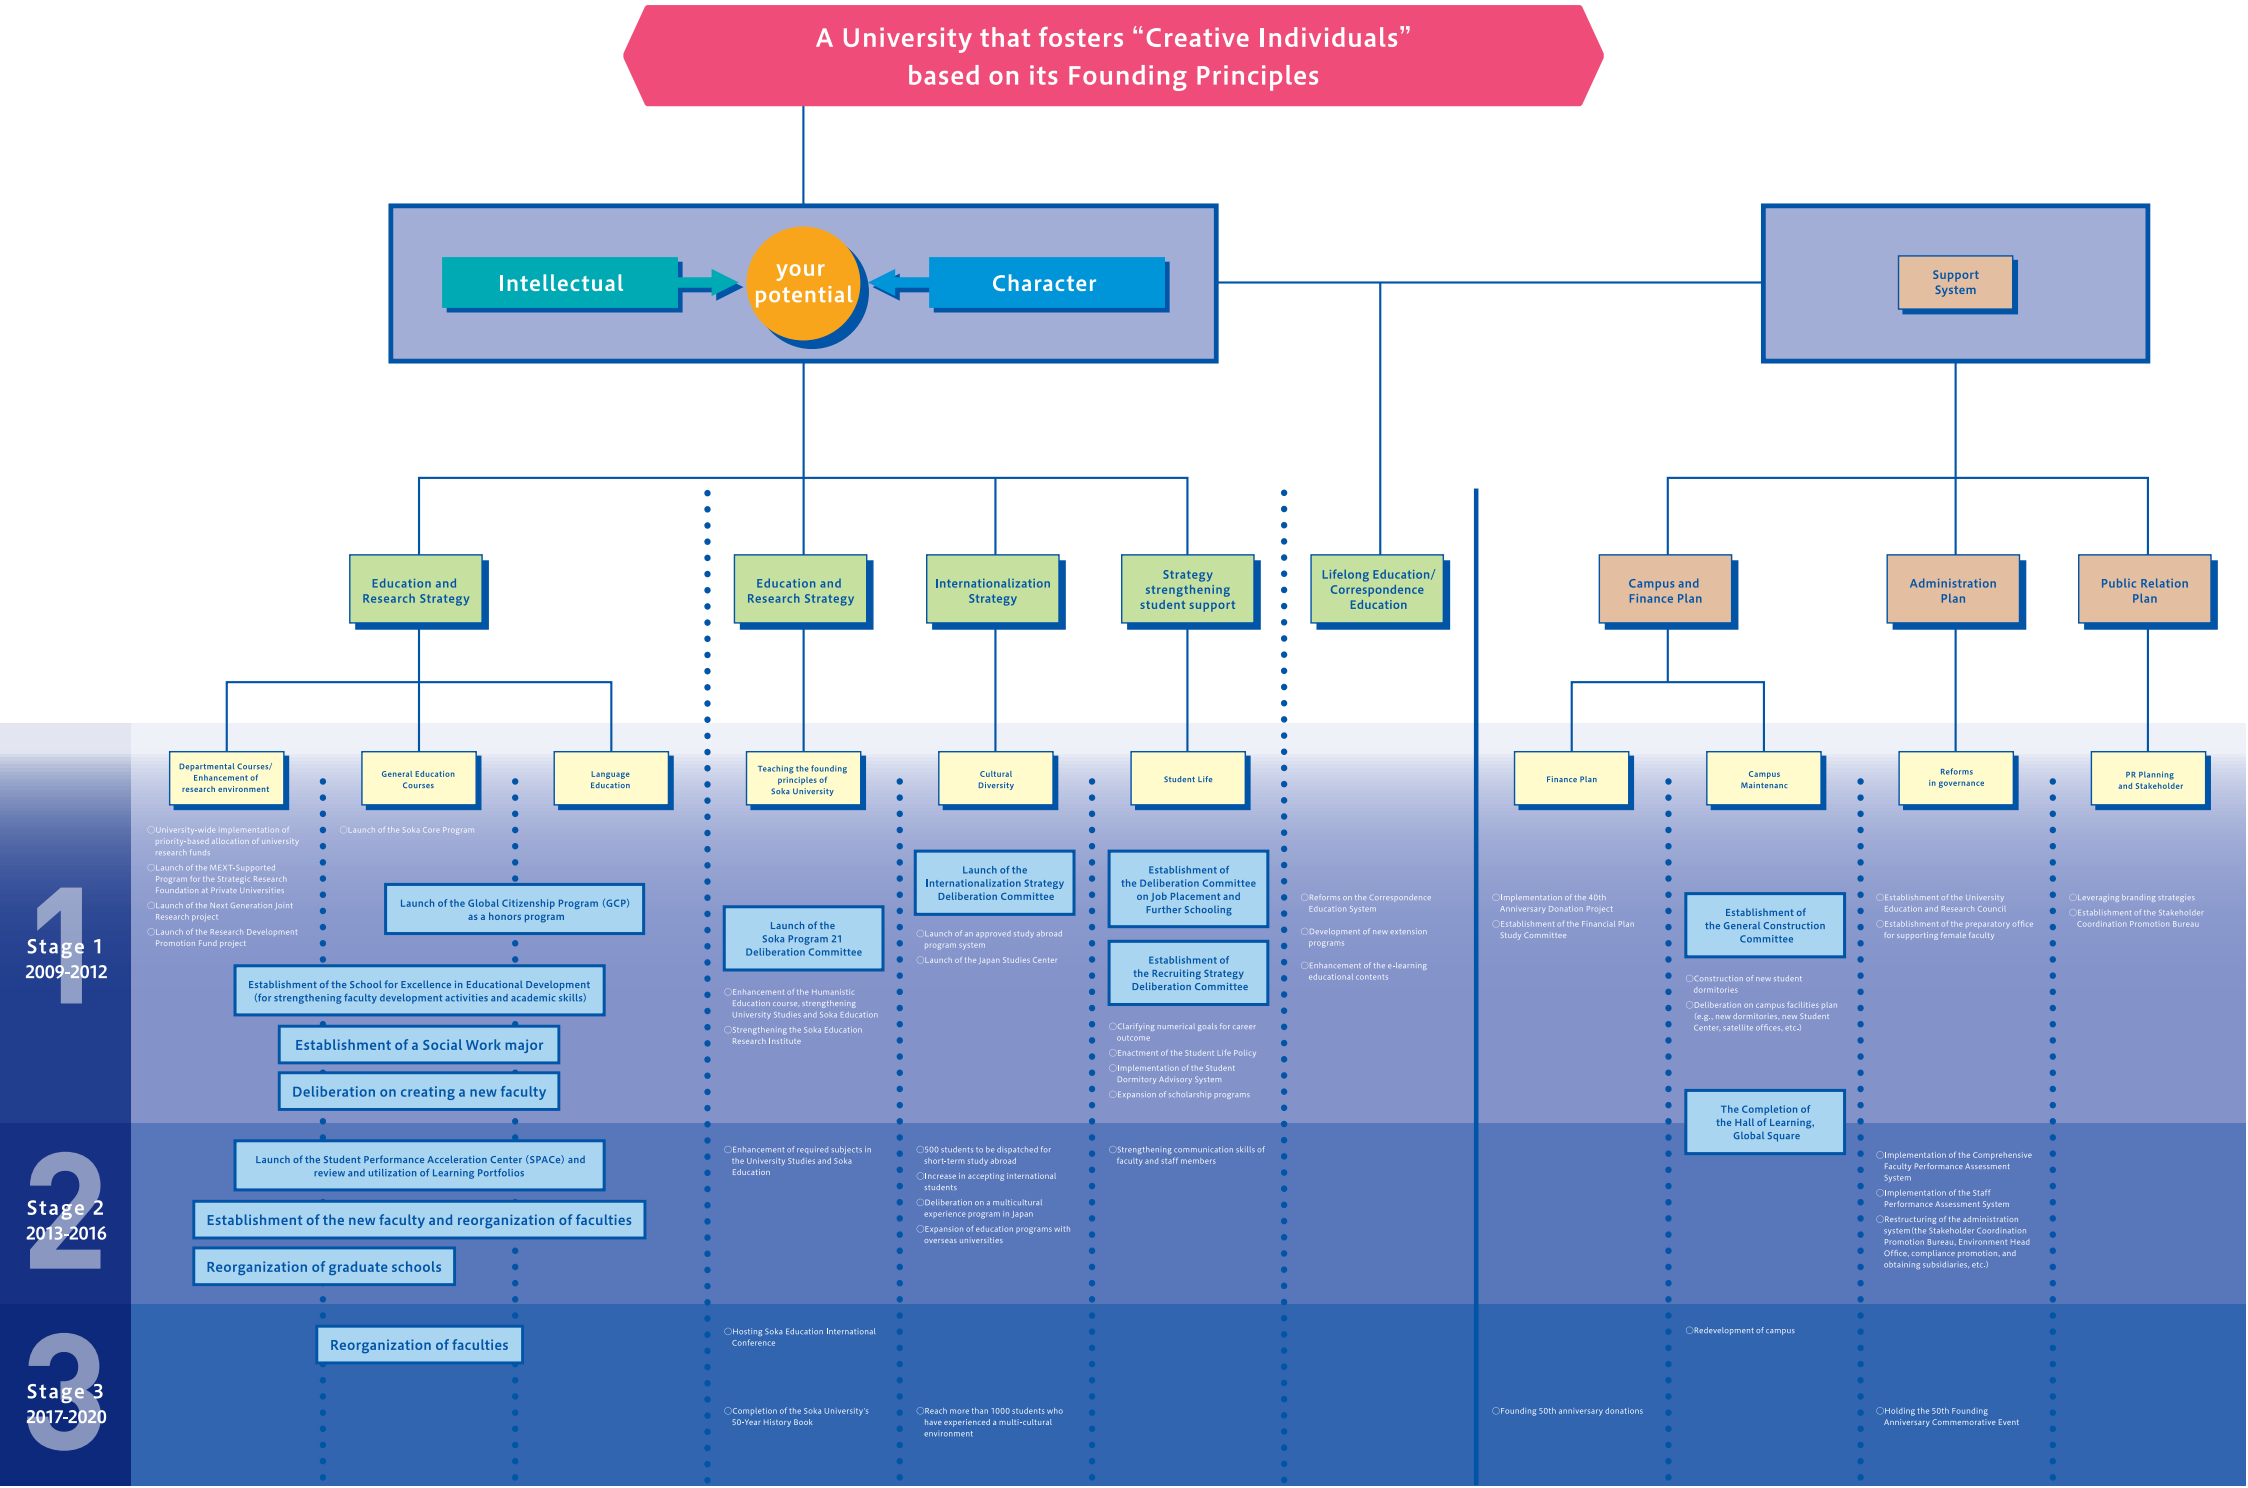 A University that fosters “Creative Individuals”
based on its Founding Principles
Intellectual
your
potential
Character
Support
System
Education and
Research Strategy
Education and
Research Strategy
Internationalization
Strategy
Strategy
strengthening
student support
Lifelong Education/
Correspondence
Education
Campus and
Finance Plan
Administration
Plan
Public Relation
Plan
Departmental Courses/
Enhancement of
research environment
General Education
Courses
Language
Education
Teaching the founding
principles of
Soka University
Cultural
Diversity
Student Life
Finance Plan
Campus
Maintenanc
Reforms
in governance
PR Planning
and Stakeholder
1
Stage 1
2009-2012
○University-wide implementation of
priority-based allocation of university
research funds
○Launch of the MEXT-Supported
Program for the Strategic Research
Foundation at Private Universities
○Launch of the Next Generation Joint
Research project
○Launch of the Research Development
Promotion Fund project
○Launch of the Soka Core Program
Launch of the Global Citizenship Program (GCP)
as a honors program
Establishment of the School for Excellence in Educational Development
(for strengthening faculty development activities and academic skills)
Establishment of a Social Work major
Deliberation on creating a new faculty
Launch of the
Soka Program 21
Deliberation Committee
○Enhancement of the Humanistic
Education course, strengthening
University Studies and Soka Education
○Strengthening the Soka Education
Research Institute
Launch of the
Internationalization Strategy
Deliberation Committee
○Launch of an approved study abroad
program system
○Launch of the Japan Studies Center
Establishment of
the Deliberation Committee
on Job Placement and
Further Schooling
Establishment of
the Recruiting Strategy
Deliberation Committee
○Clarifying numerical goals for career
outcome
○Enactment of the Student Life Policy
○Implementation of the Student
Dormitory Advisory System
○Expansion of scholarship programs
○Reforms on the Correspondence
Education System
○Development of new extension
programs
○Enhancement of the e-learning
educational contents
○Implementation of the 40th
Anniversary Donation Project
○Establishment of the Financial Plan
Study Committee
Establishment of
the General Construction
Committee
○Construction of new student
dormitories
○Deliberation on campus facilities plan
(e.g., new dormitories, new Student
Center, satellite offices, etc.)
The Completion of
the Hall of Learning,
Global Square
○Establishment of the University
Education and Research Council
○Establishment of the preparatory office
for supporting female faculty
○Leveraging branding strategies
○Establishment of the Stakeholder
Coordination Promotion Bureau
2
Stage 2
2013-2016
Launch of the Student Performance Acceleration Center (SPACe) and
review and utilization of Learning Portfolios
Establishment of the new faculty and reorganization of faculties
Reorganization of graduate schools
○Enhancement of required subjects in
the University Studies and Soka
Education
○500 students to be dispatched for
short-term study abroad
○Increase in accepting international
students
○Deliberation on a multicultural
experience program in Japan
○Expansion of education programs with
overseas universities
○Strengthening communication skills of
faculty and staff members
○Implementation of the Comprehensive
Faculty Performance Assessment
System
○Implementation of the Staff
Performance Assessment System
○Restructuring of the administration
system(the Stakeholder Coordination
Promotion Bureau, Environment Head
Office, compliance promotion, and
obtaining subsidiaries, etc.)
3
Stage 3
2017-2020
Reorganization of faculties
○Hosting Soka Education International
Conference
○Completion of the Soka University's
50-Year History Book
○Reach more than 1000 students who
have experienced a multi-cultural
environment
○Founding 50th anniversary donations
○Redevelopment of campus
○Holding the 50th Founding
Anniversary Commemorative Event